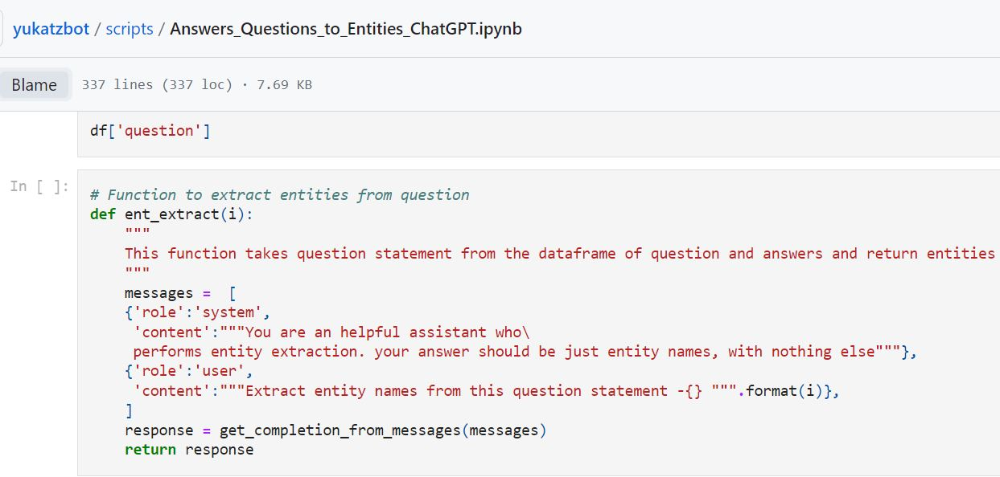 yukatzbot / scripts / Answers_Questions_to_Entities_ChatGPT.ipynb
Blame 337 lines (337 loc) · 7.69 KB
df['question']
In [ ]:
# Function to extract entities from question
def ent_extract(i):
    """
    This function takes question statement from the dataframe of question and answers and return entities
    """
    messages =  [
    {'role':'system',
     'content':"""You are an helpful assistant who\
     performs entity extraction. your answer should be just entity names, with nothing else"""},
    {'role':'user',
     'content':"""Extract entity names from this question statement -{} """.format(i)},
    ]
    response = get_completion_from_messages(messages)
    return response